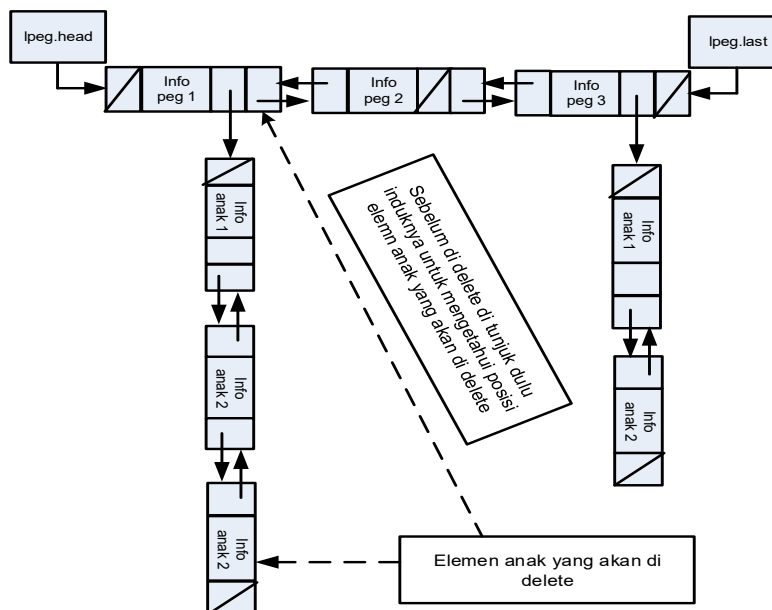 lpeg.head
lpeg.last
Info
peg 1
Info
peg 2
Info
peg 3
Info
anak 1
Info
anak 2
Info
anak 2
Info
anak 1
Info
anak 2
Sebelum di delete di tunjuk dulu
induknya untuk mengetahui posisi
elemn anak yang akan di delete
Elemen anak yang akan di
delete